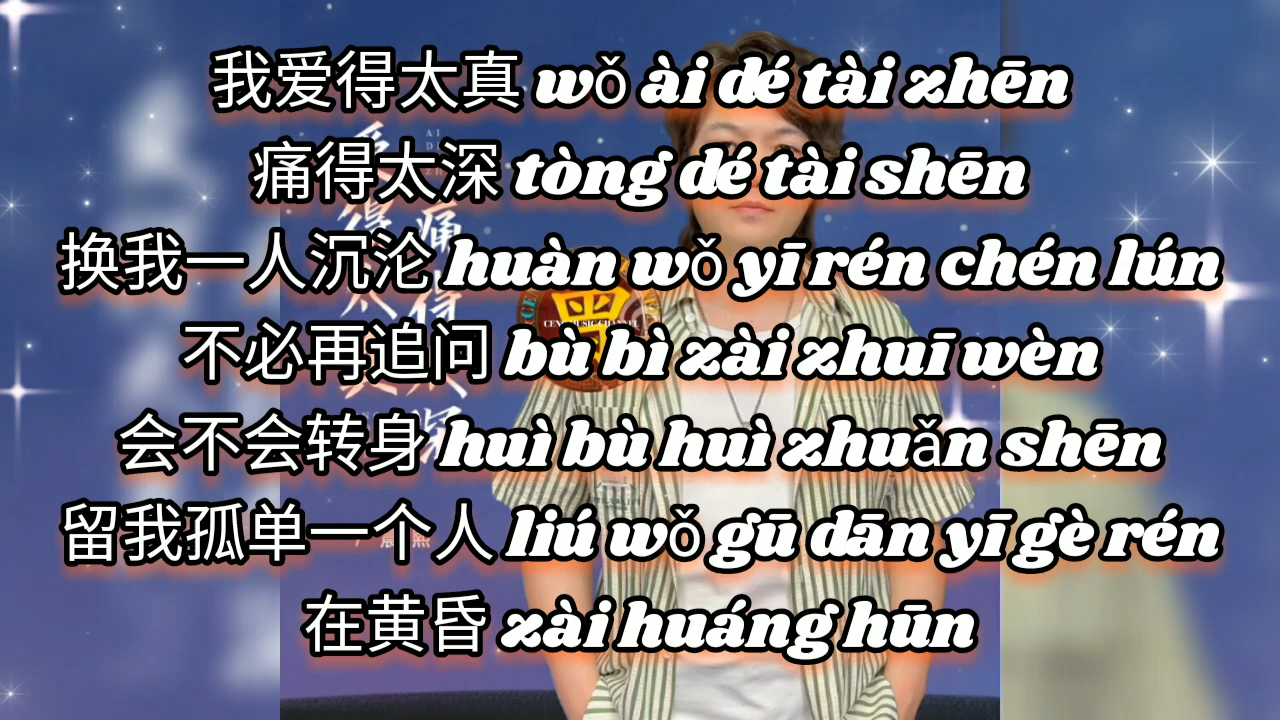 我爱得太真 wǒ ài dé tài zhēn
痛得太深 tòng dé tài shēn
换我一人沉沦 huàn wǒ yī rén chén lún
不必再追问 bù bì zài zhuī wèn
会不会转身 huì bù huì zhuǎn shēn
留我孤单一个人 liú wǒ gū dān yī gè rén
在黄昏 zài huáng hūn